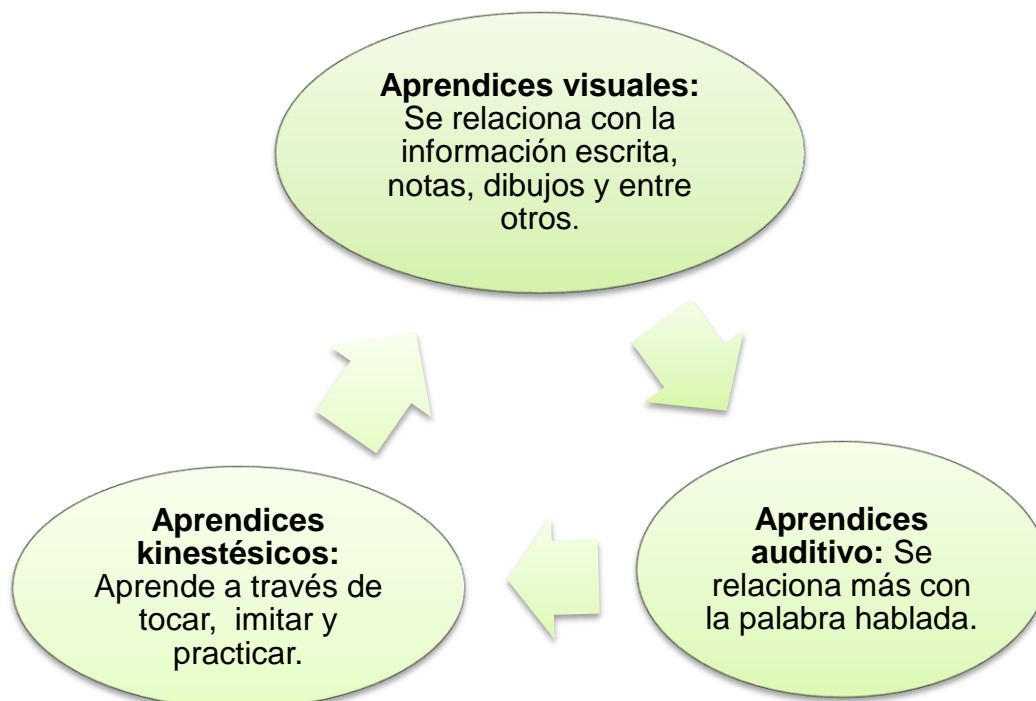 Aprendices visuales:
Se relaciona con la
información escrita,
notas, dibujos y entre
otros.
Aprendices
auditivo: Se
relaciona más con
la palabra hablada.
Aprendices
kinestésicos:
Aprende a través de
tocar, imitar y
practicar.